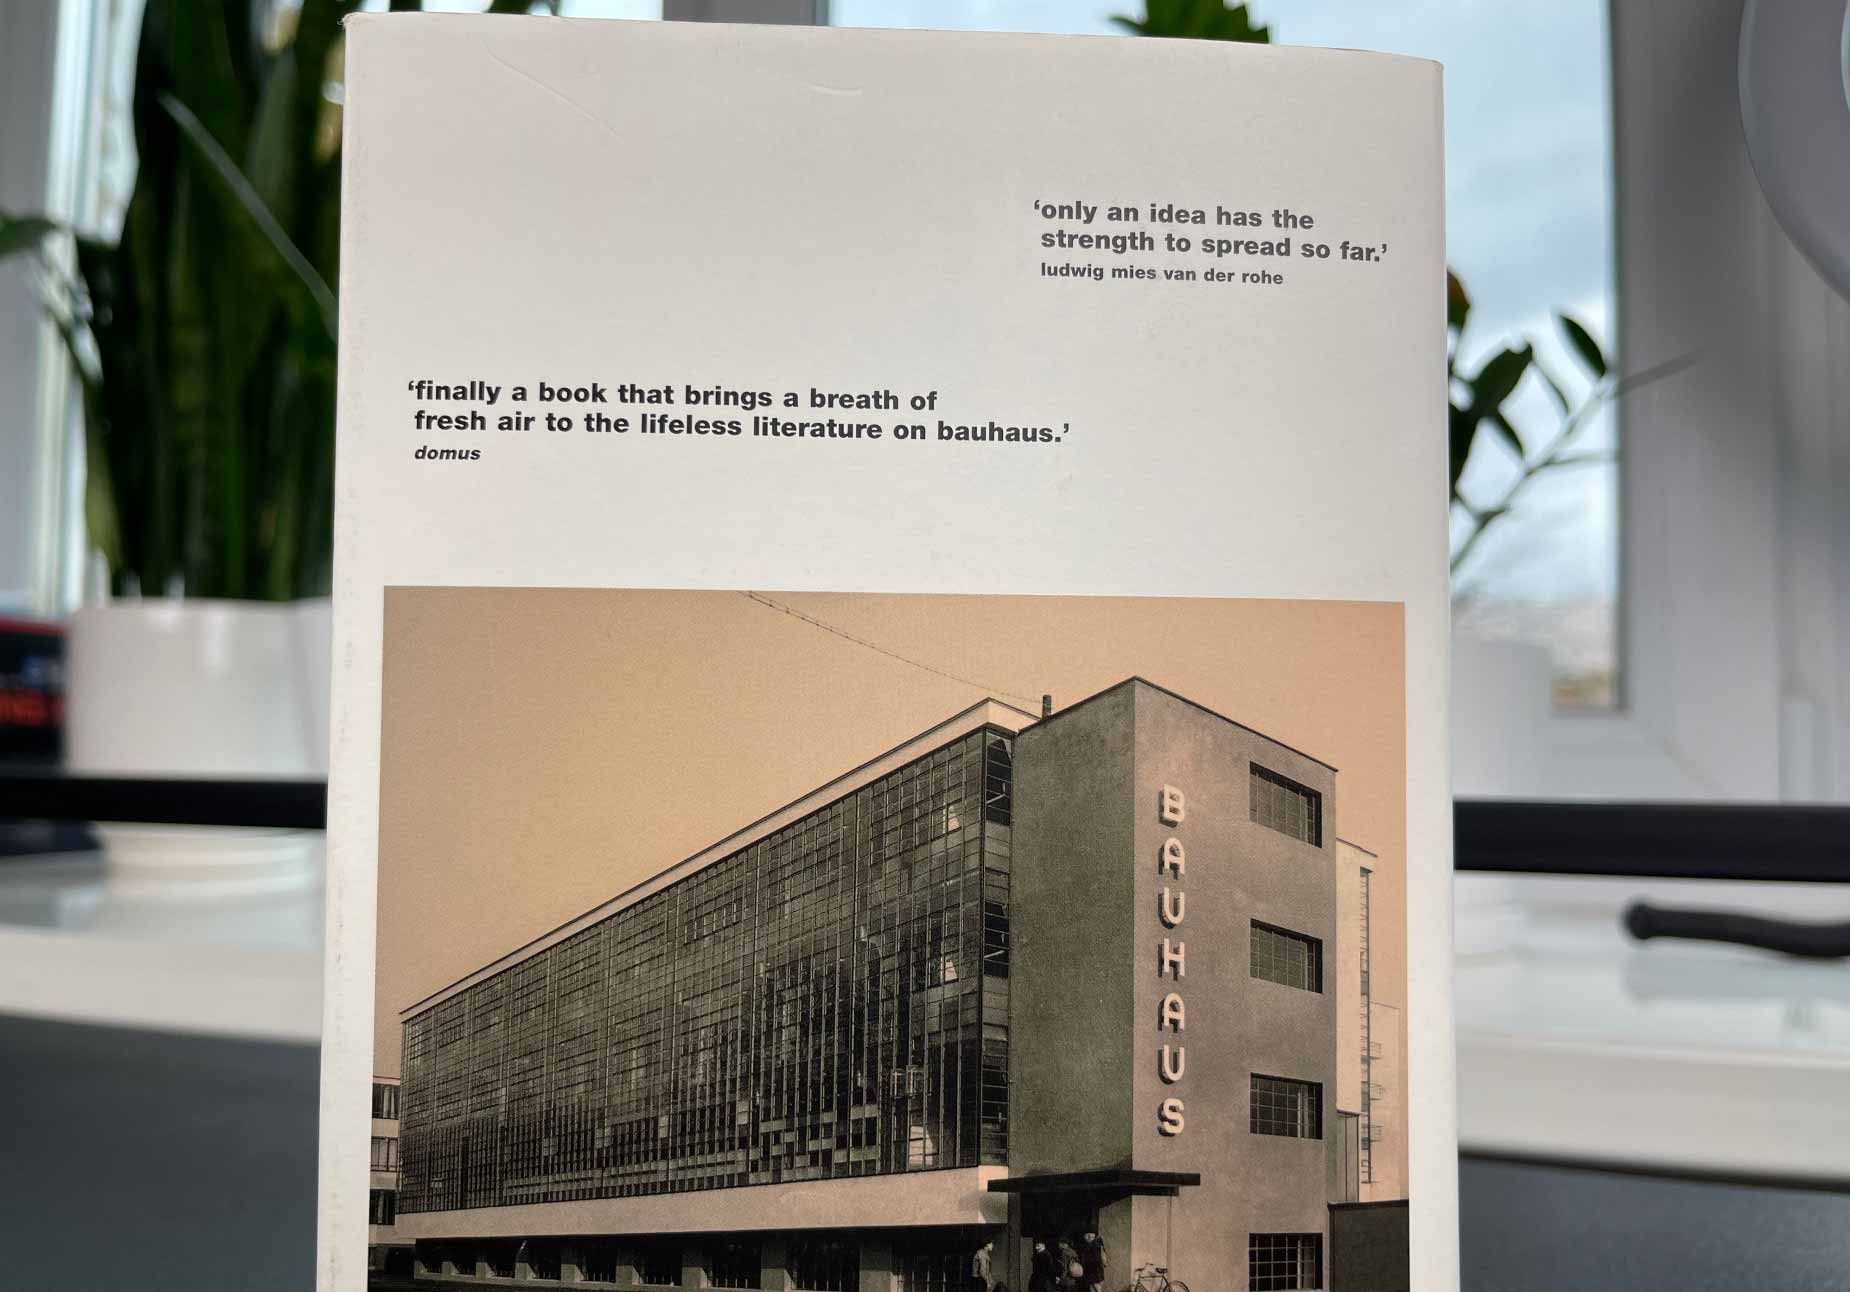 ‘only an idea has the
strength to spread so far.’
ludwig mies van der rohe
‘finally a book that brings a breath of
fresh air to the lifeless literature on bauhaus.’
domus
BAUHAUS